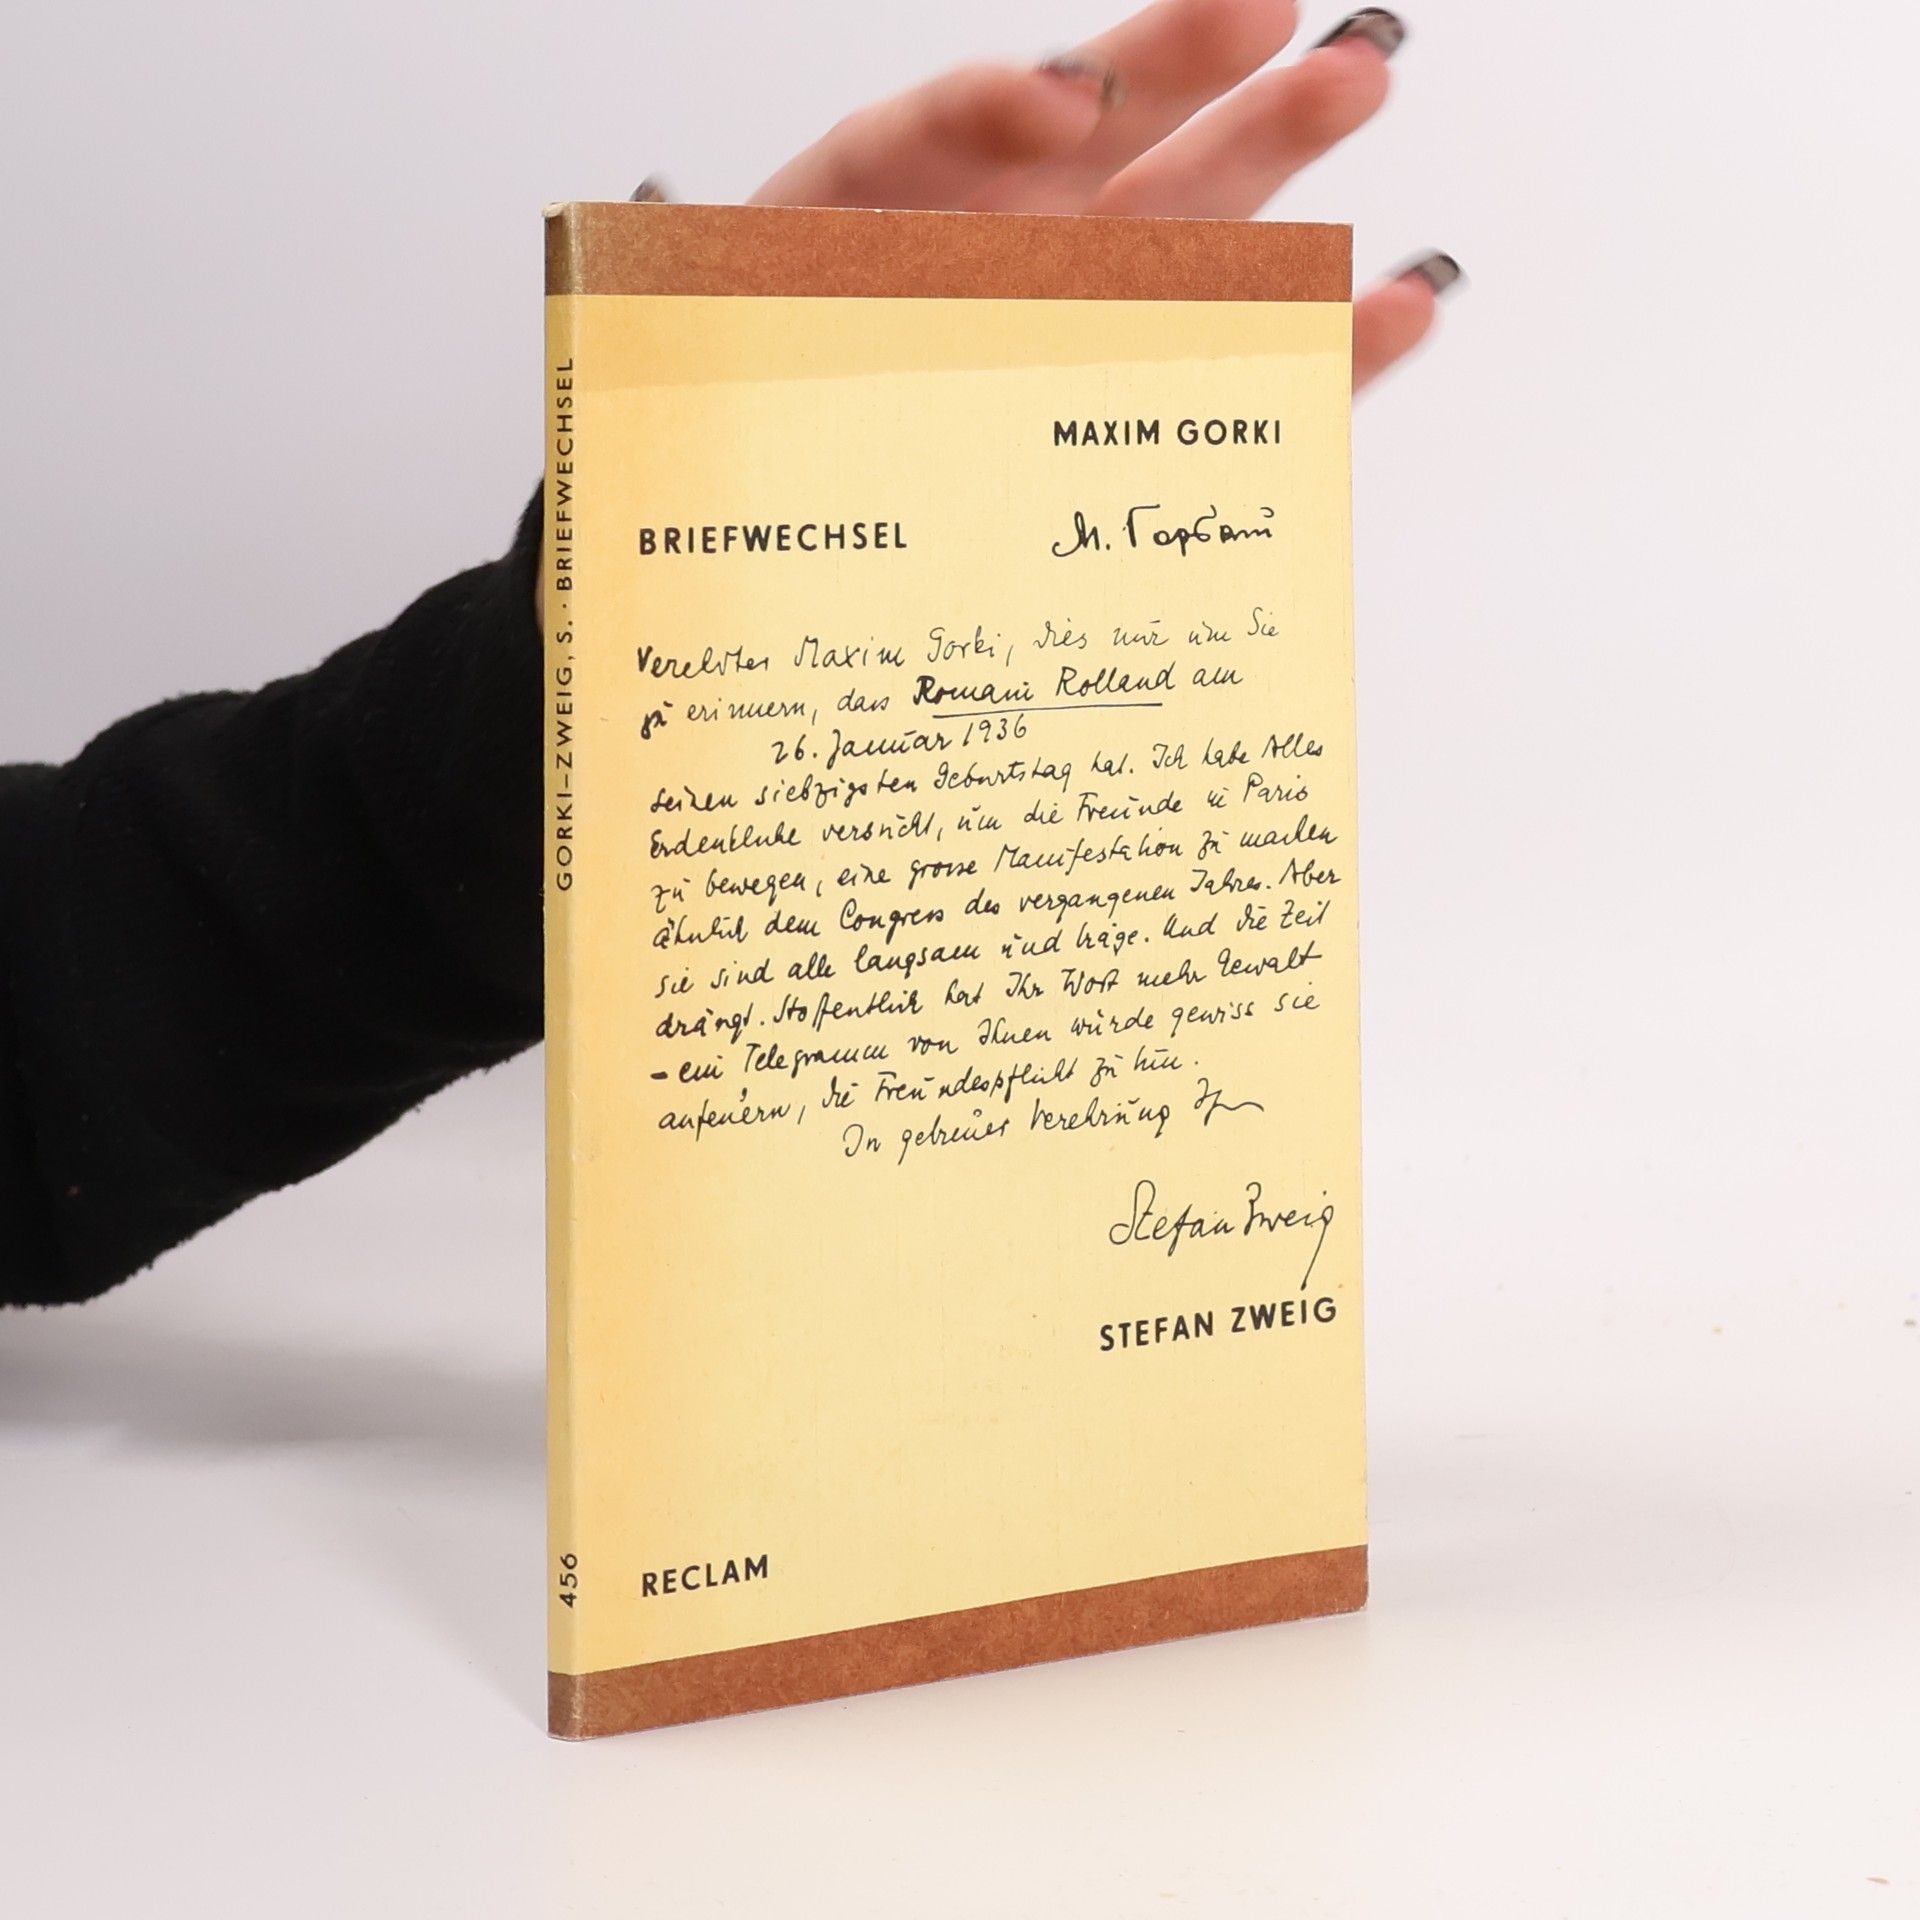 MAXIM GORKI
BRIEFWECHSEL
М. Горький
Verehrter Maxim Gorki, dies nur um Sie
zu erinnern, dass Romain Rolland am
26. Januar 1936
seinen siebzigsten Geburtstag hat. Ich habe Alles
Erdenkliche versucht, um die Freunde in Paris
zu bewegen, eine grosse Manifestation zu machen
ähnlich dem Congress des vergangenen Jahres. Aber
sie sind alle langsam und träge. Und die Zeit
drängt. Hoffentlich hat Ihr Wort mehr Gewalt
- ein Telegramm von Ihnen würde gewiss sie
anfeuern, die Freundespflicht zu tun.
In getreuer Verehrung Ihr
Stefan Zweig
STEFAN ZWEIG
RECLAM
GORKI–ZWEIG, S. · BRIEFWECHSEL
456